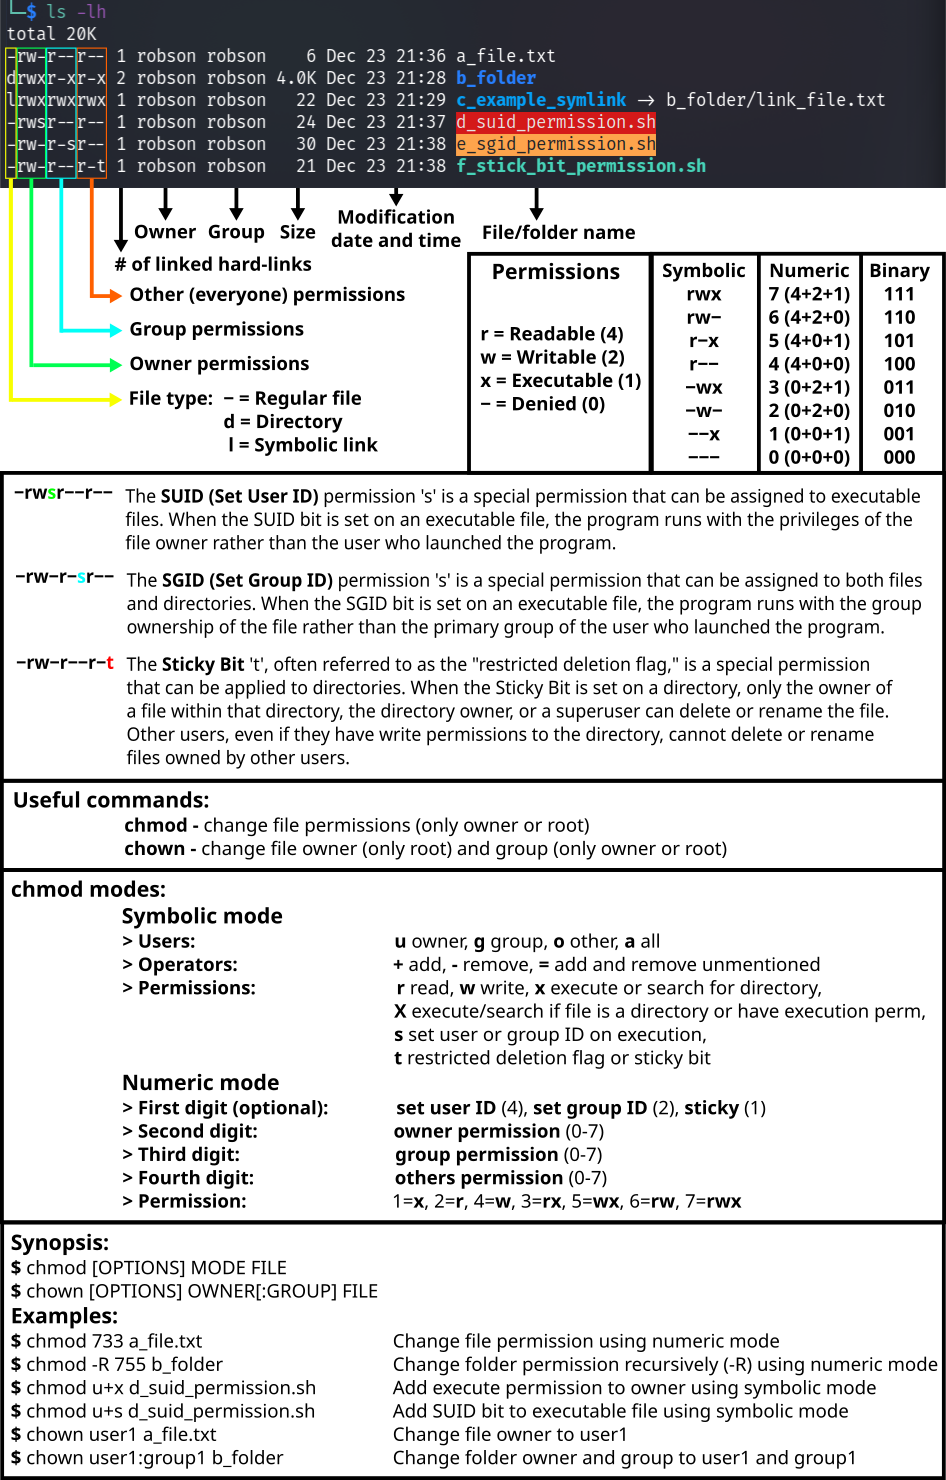 └─$ ls -lh
total 20K
-rw-r--r-- 1 robson robson    6 Dec 23 21:36 a_file.txt
drwxr-xr-x 2 robson robson 4.0K Dec 23 21:28 b_folder
lrwxrwxrwx 1 robson robson   22 Dec 23 21:29 c_example_symlink → b_folder/link_file.txt
-rwsr--r-- 1 robson robson   24 Dec 23 21:37 d_suid_permission.sh
-rw-r-sr-- 1 robson robson   30 Dec 23 21:38 e_sgid_permission.sh
-rw-r--r-t 1 robson robson   21 Dec 23 21:38 f_stick_bit_permission.sh
Owner Group Size Modification date and time File/folder name
# of linked hard-links
Other (everyone) permissions
Group permissions
Owner permissions
File type: − = Regular file
d = Directory
l = Symbolic link
Permissions
r = Readable (4)
w = Writable (2)
x = Executable (1)
− = Denied (0)
Symbolic Numeric Binary
rwx 7 (4+2+1) 111
rw− 6 (4+2+0) 110
r−x 5 (4+0+1) 101
r−− 4 (4+0+0) 100
−wx 3 (0+2+1) 011
−w− 2 (0+2+0) 010
−−x 1 (0+0+1) 001
−−− 0 (0+0+0) 000
−rwsr−−r−− The SUID (Set User ID) permission 's' is a special permission that can be assigned to executable
files. When the SUID bit is set on an executable file, the program runs with the privileges of the
file owner rather than the user who launched the program.
−rw−r−sr−− The SGID (Set Group ID) permission 's' is a special permission that can be assigned to both files
and directories. When the SGID bit is set on an executable file, the program runs with the group
ownership of the file rather than the primary group of the user who launched the program.
−rw−r−−r−t The Sticky Bit 't', often referred to as the "restricted deletion flag," is a special permission
that can be applied to directories. When the Sticky Bit is set on a directory, only the owner of
a file within that directory, the directory owner, or a superuser can delete or rename the file.
Other users, even if they have write permissions to the directory, cannot delete or rename
files owned by other users.
Useful commands:
chmod - change file permissions (only owner or root)
chown - change file owner (only root) and group (only owner or root)
chmod modes:
Symbolic mode
> Users: u owner, g group, o other, a all
> Operators: + add, - remove, = add and remove unmentioned
> Permissions: r read, w write, x execute or search for directory,
X execute/search if file is a directory or have execution perm,
s set user or group ID on execution,
t restricted deletion flag or sticky bit
Numeric mode
> First digit (optional): set user ID (4), set group ID (2), sticky (1)
> Second digit: owner permission (0-7)
> Third digit: group permission (0-7)
> Fourth digit: others permission (0-7)
> Permission: 1=x, 2=r, 4=w, 3=rx, 5=wx, 6=rw, 7=rwx
Synopsis:
$ chmod [OPTIONS] MODE FILE
$ chown [OPTIONS] OWNER[:GROUP] FILE
Examples:
$ chmod 733 a_file.txt Change file permission using numeric mode
$ chmod -R 755 b_folder Change folder permission recursively (-R) using numeric mode
$ chmod u+x d_suid_permission.sh Add execute permission to owner using symbolic mode
$ chmod u+s d_suid_permission.sh Add SUID bit to executable file using symbolic mode
$ chown user1 a_file.txt Change file owner to user1
$ chown user1:group1 b_folder Change folder owner and group to user1 and group1